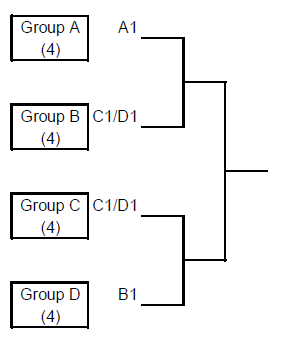 Group A
(4)
A1
Group B
(4)
C1/D1
Group C
(4)
C1/D1
Group D
(4)
B1